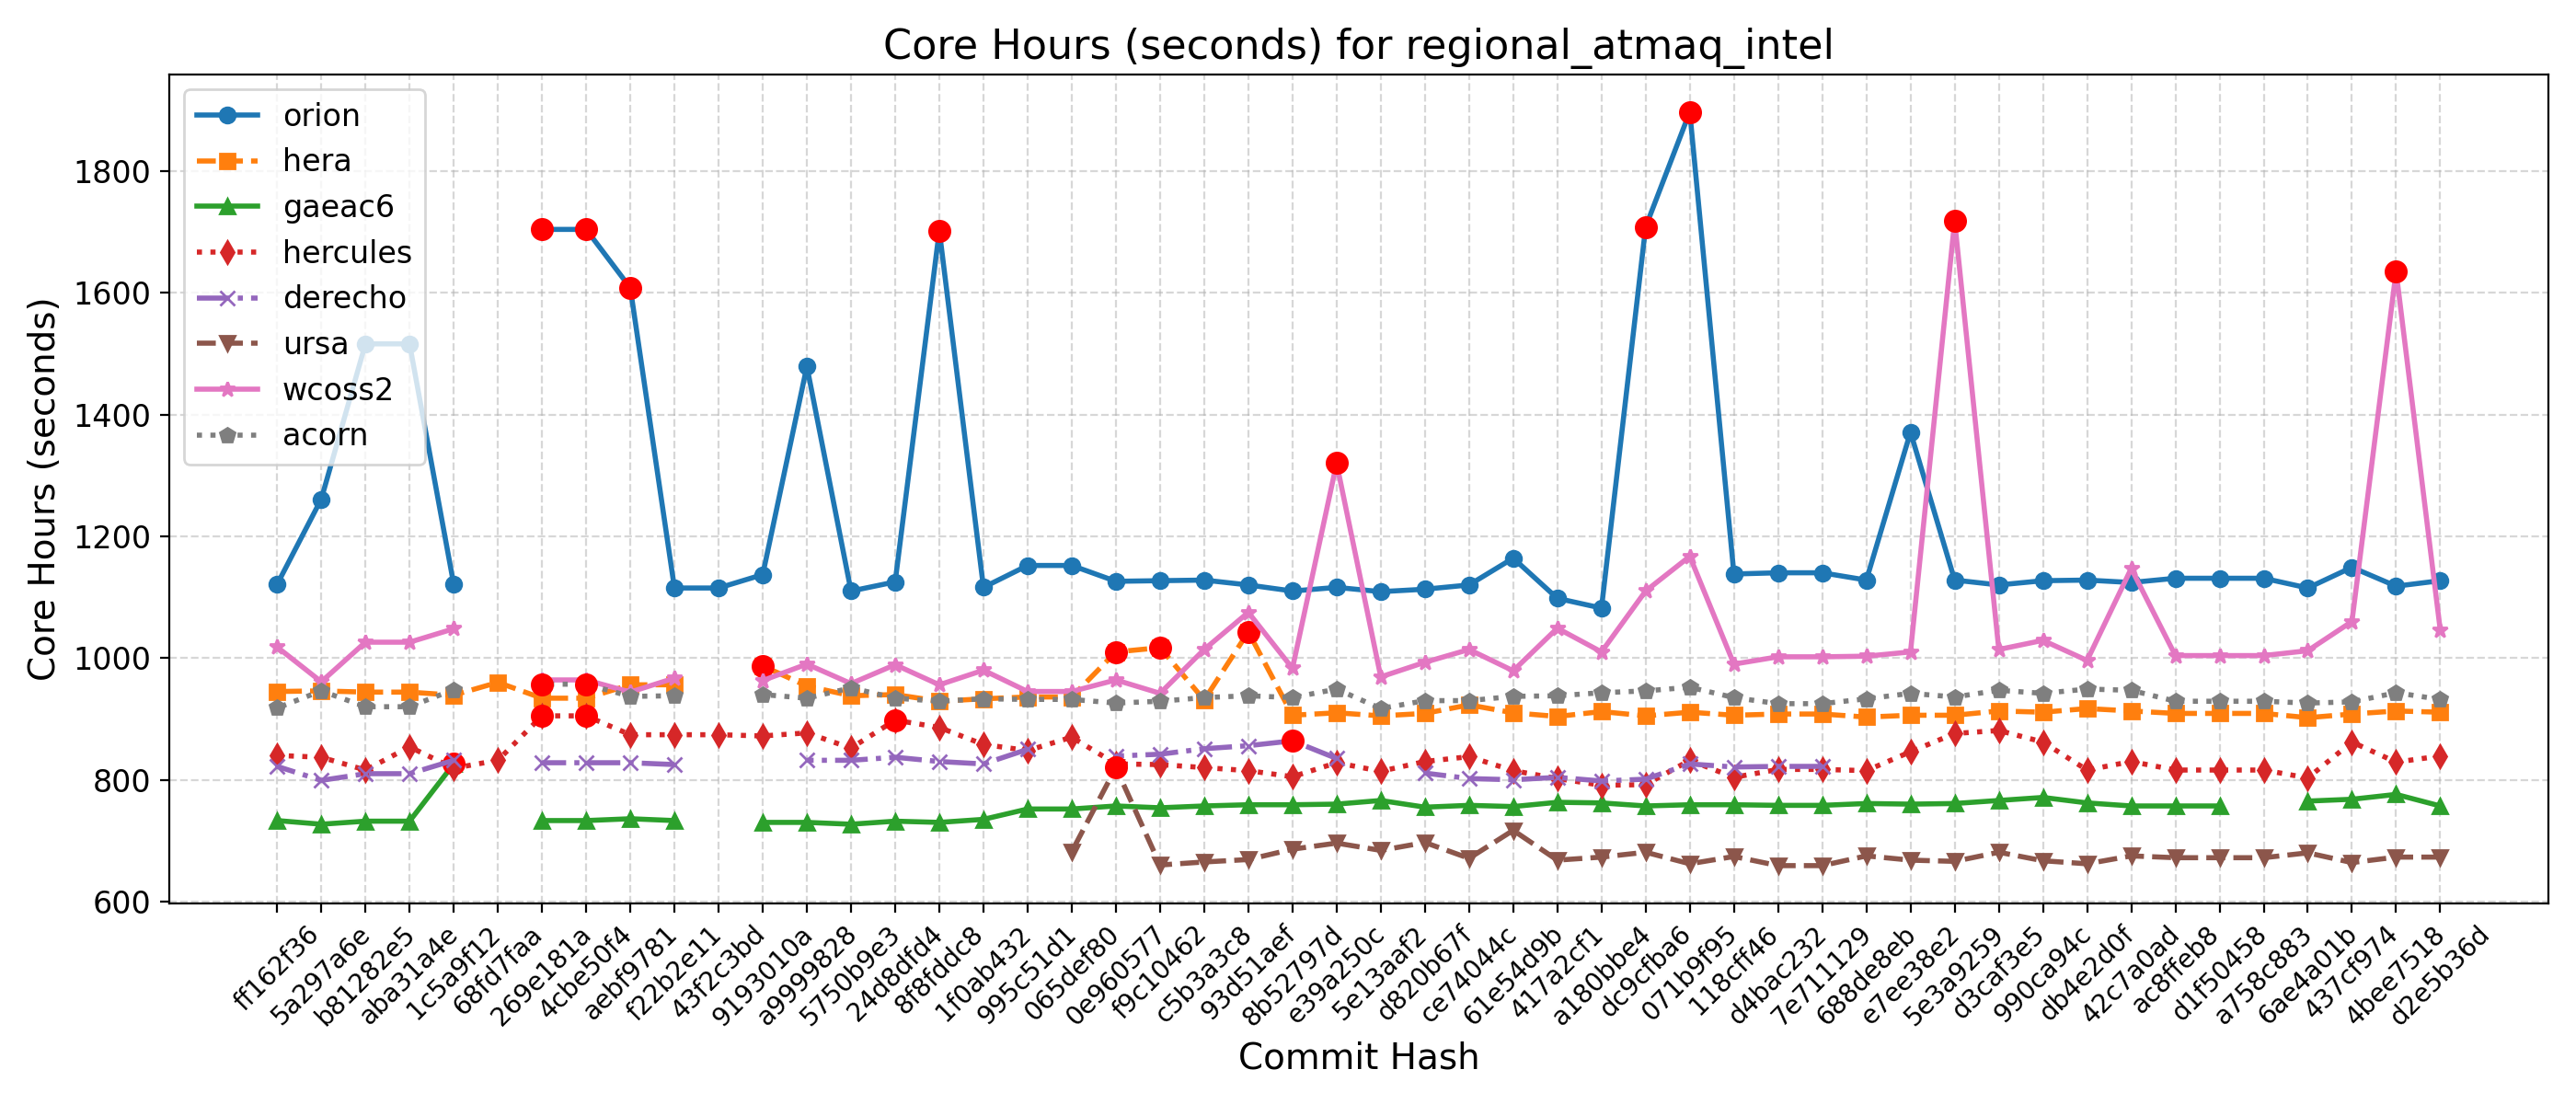 Core Hours (seconds) for regional_atmaq_intel
orion
hera
gaeac6
hercules
derecho
ursa
wcoss2
acorn
Core Hours (seconds)
1800
1600
1400
1200
1000
800
600
ff162f36
5a297a6e
b81282e5
aba31a4e
1c5a9f12
68fd7faa
269e181a
4cbe50f4
aebf9781
f22b2e11
43f2c3bd
9193010a
a9999828
5750b9e3
24d8dfd4
8f8fddc8
1f0ab432
995c51d1
065def80
0e960577
f9c10462
c5b3a3c8
93d51aef
8b52797d
e39a250c
5e13aaf2
d820b67f
ce74044c
61e54d9b
417a2cf1
a180bbe4
dc9cfba6
071b9f95
118cff46
d4bac232
7e711129
688de8eb
e7ee38e2
5e3a9259
d3caf3e5
990ca94c
db4e2d0f
42c7a0ad
ac8ffeb8
d1f50458
a758c883
6ae4a01b
437cf974
4bee7518
d2e5b36d
Commit Hash